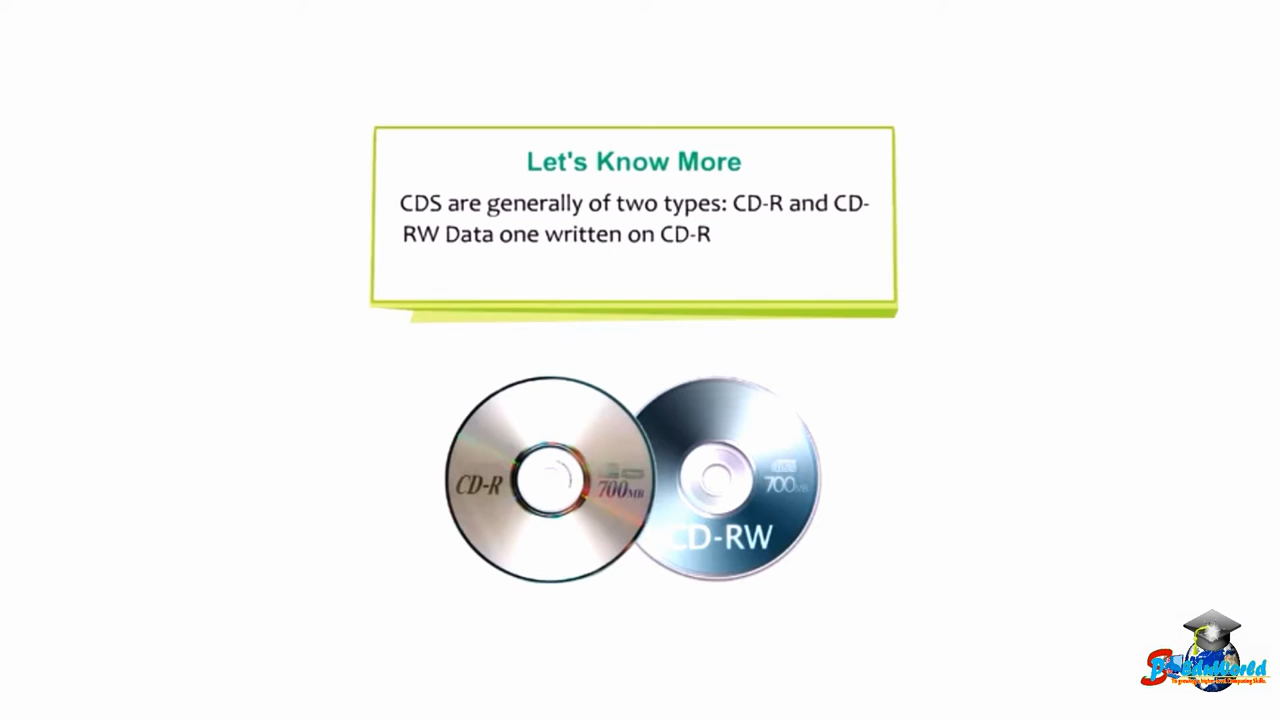 Let's Know More
CDS are generally of two types: CD-R and CD-
RW Data one written on CD-R
CD-R
700MB
700MB
CD-RW
EduWorld